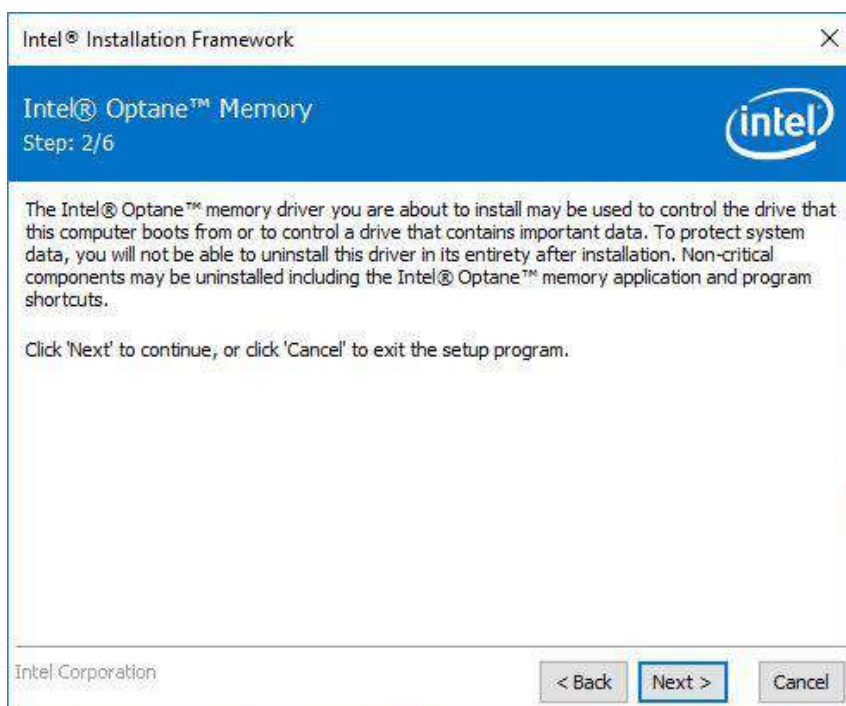 Intel® Installation Framework
Intel® Optane™ Memory
Step: 2/6
intel
The Intel® Optane™ memory driver you are about to install may be used to control the drive that
this computer boots from or to control a drive that contains important data. To protect system
data, you will not be able to uninstall this driver in its entirety after installation. Non-critical
components may be uninstalled including the Intel® Optane™ memory application and program
shortcuts.
Click 'Next' to continue, or click 'Cancel' to exit the setup program.
Intel Corporation
< Back
Next >
Cancel